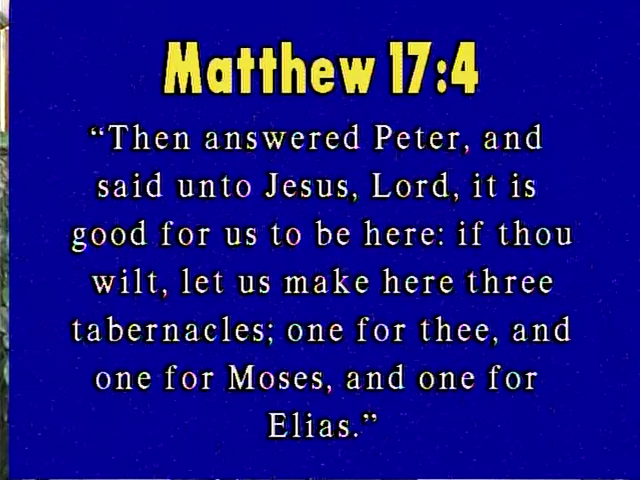 Matthew 17:4
“Then answered Peter, and
said unto Jesus, Lord, it is
good for us to be here: if thou
wilt, let us make here three
tabernacles; one for thee, and
one for Moses, and one for
Elias.”